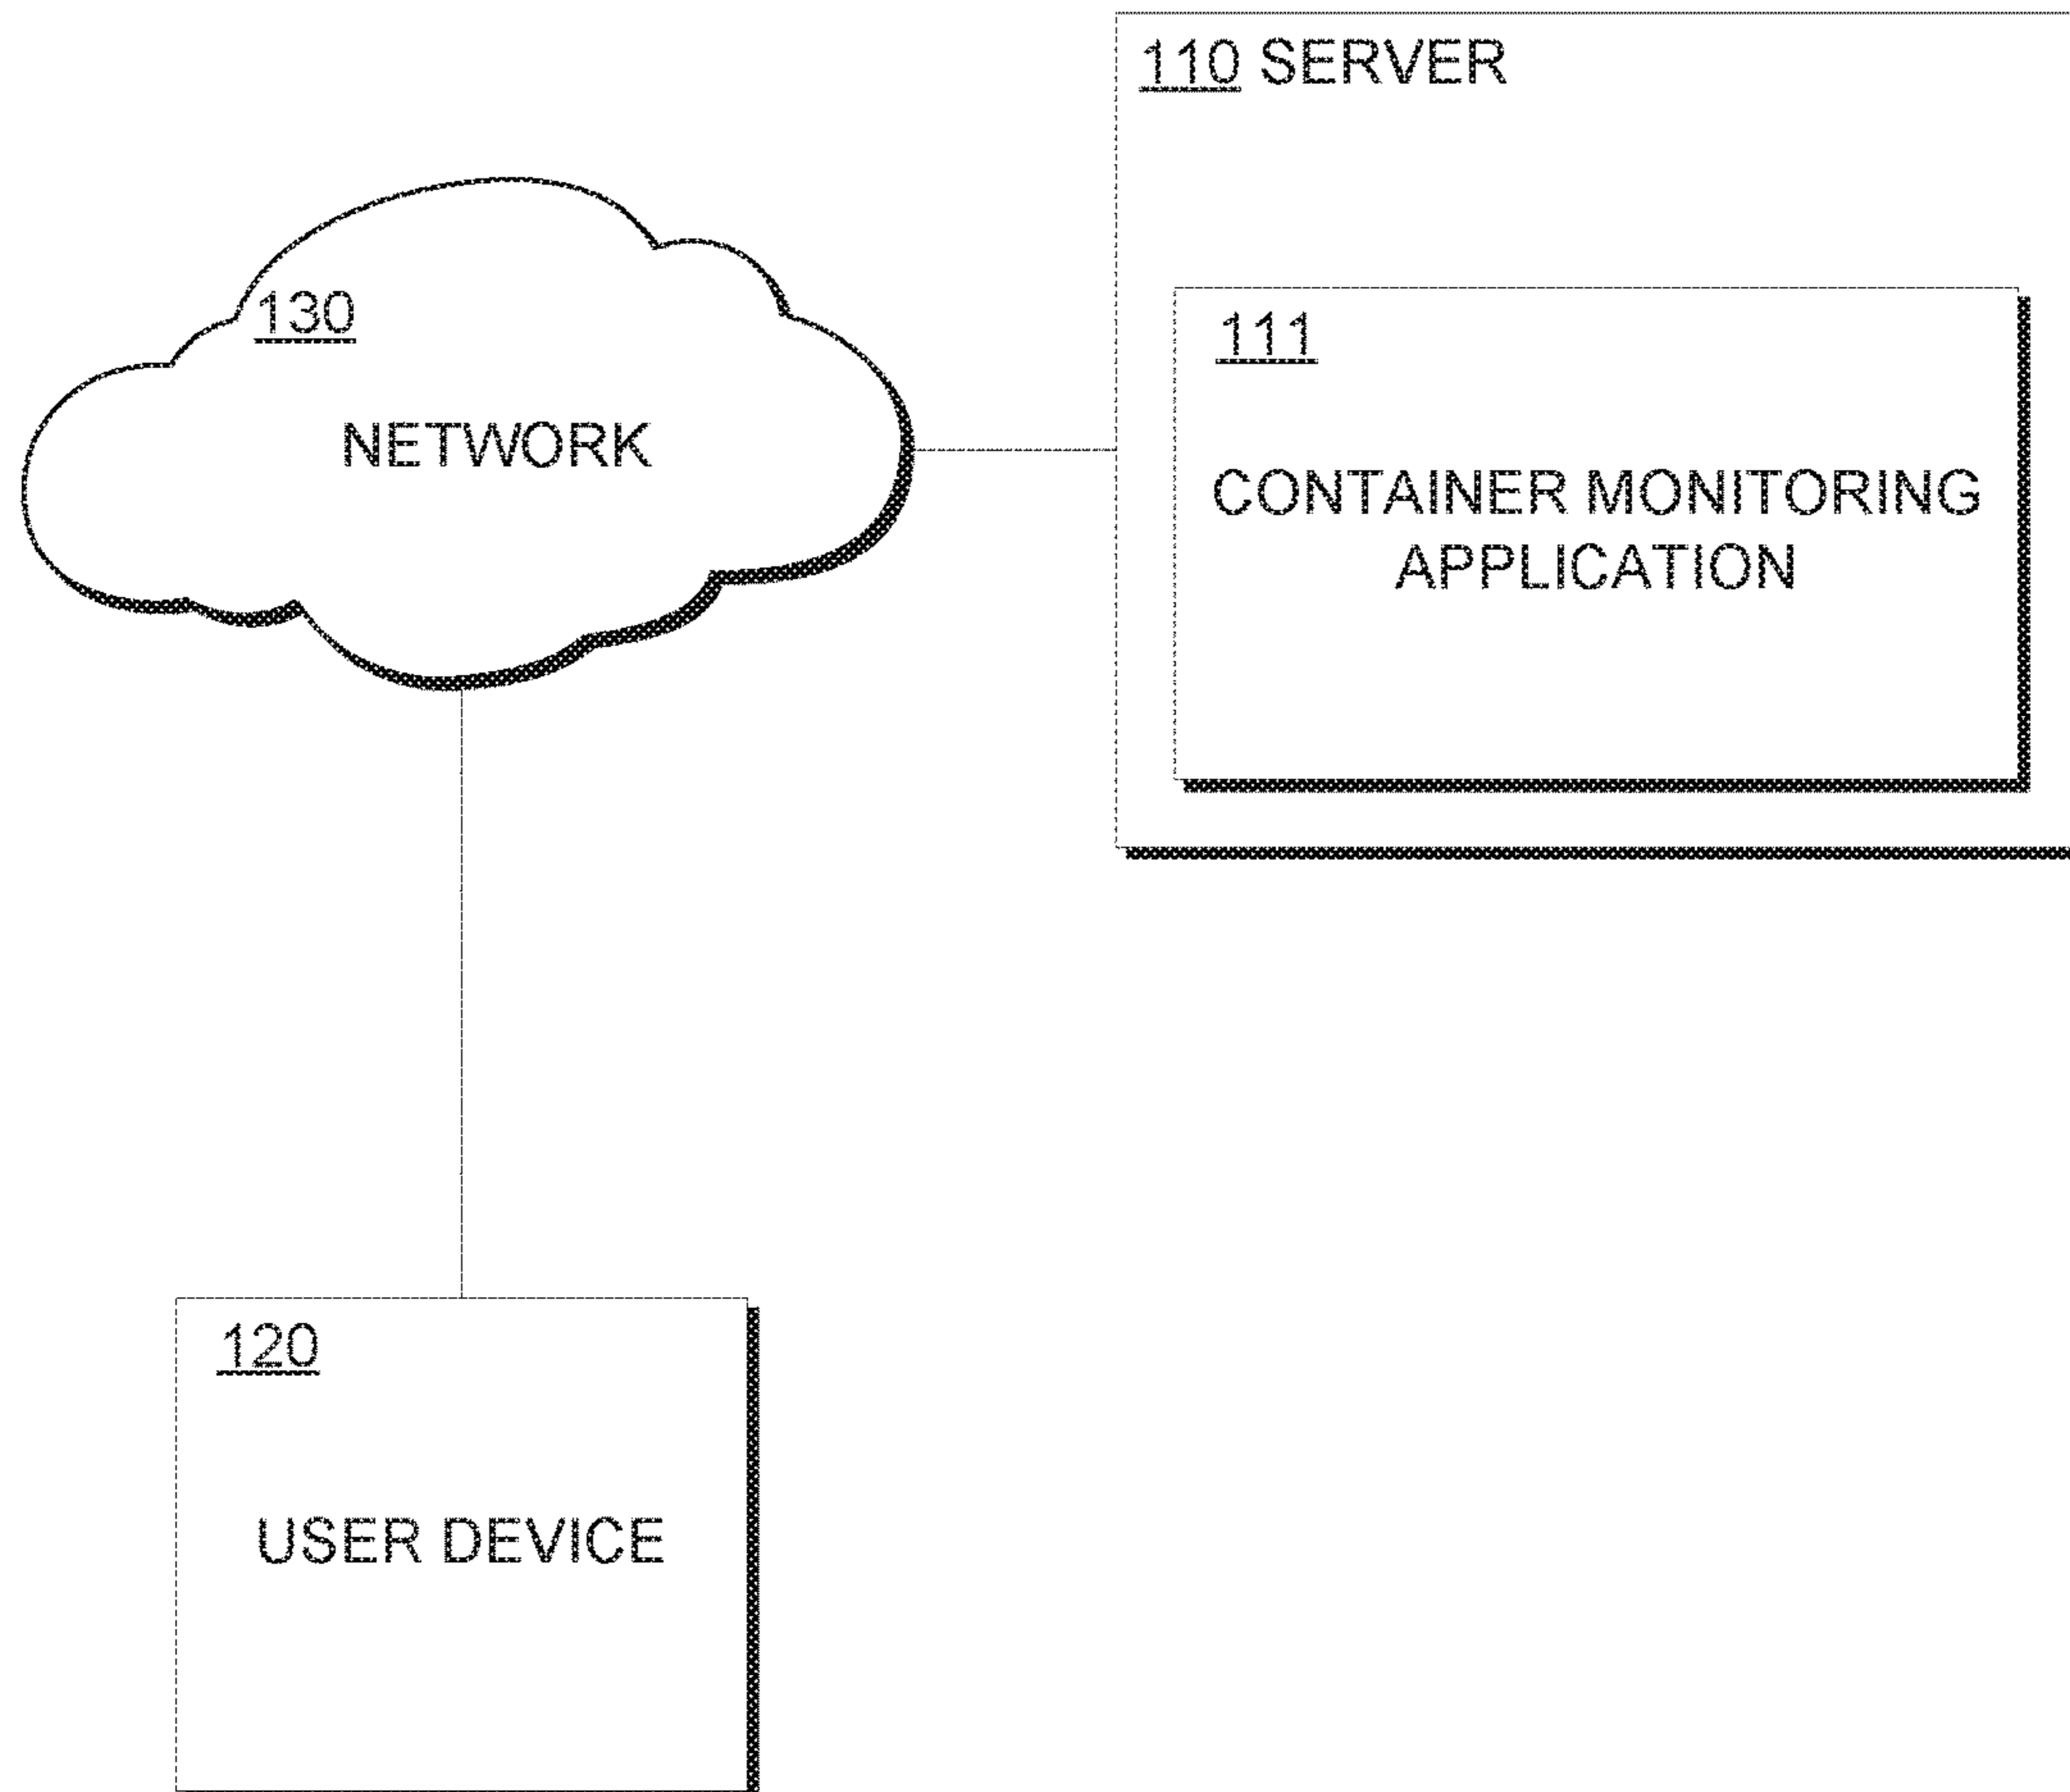 110 SERVER
130
NETWORK
111
CONTAINER MONITORING
APPLICATION
120
USER DEVICE